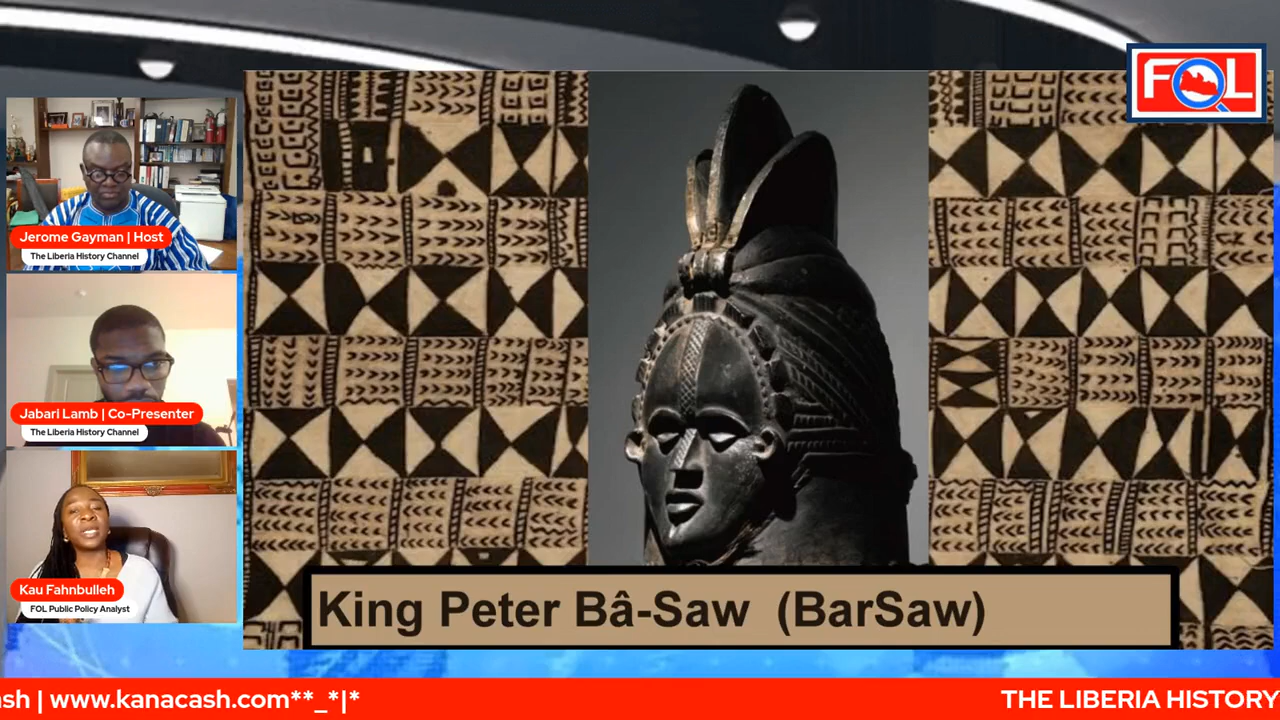 FOL
Jerome Gayman | Host
The Liberia History Channel
Jabari Lamb | Co-Presenter
The Liberia History Channel
Kau Fahnbulleh
FOL Public Policy Analyst
King Peter Bâ-Saw (BarSaw)
ash | www.kanacash.com**_*|*
THE LIBERIA HISTORY